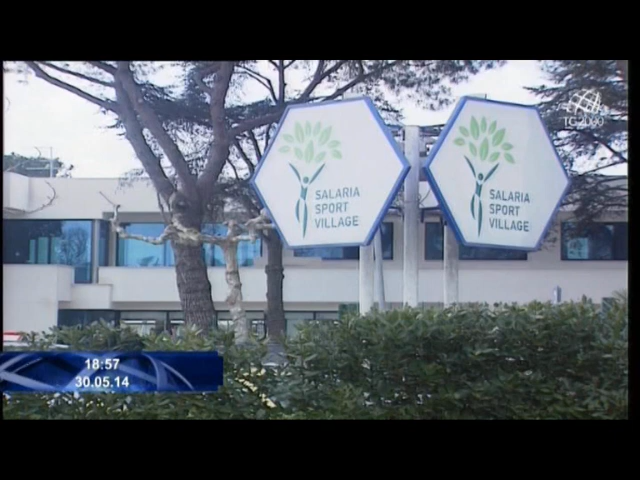 TG2000
SALARIA
SPORT
VILLAGE
SALARIA
SPORT
VILLAGE
18:57
30.05.14